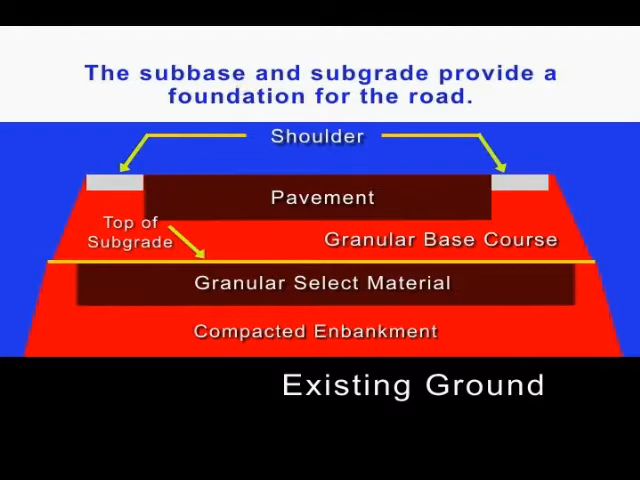 The subbase and subgrade provide a
foundation for the road.
Shoulder
Pavement
Top of
Subgrade
Granular Base Course
Granular Select Material
Compacted Enbankment
Existing Ground